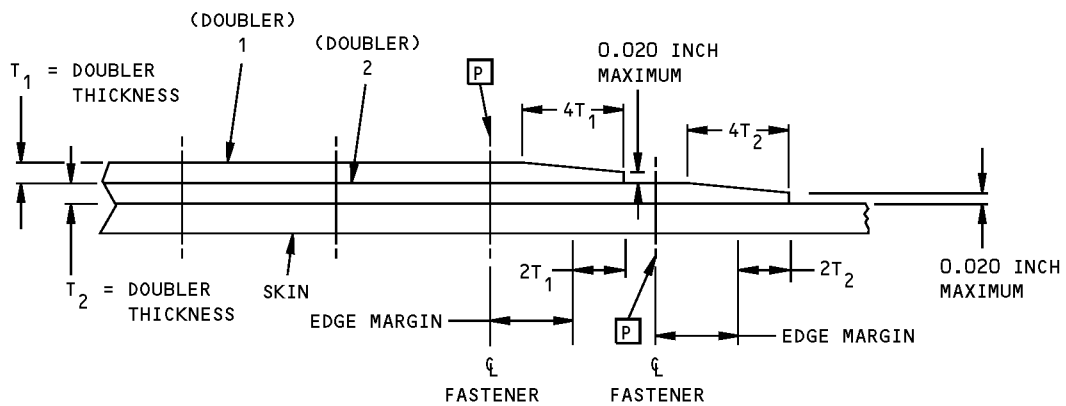 (DOUBLER)
1
(DOUBLER)
2
T1 = DOUBLER
THICKNESS
P
0.020 INCH
MAXIMUM
4T1
4T2
T2 = DOUBLER
THICKNESS
SKIN
2T1
2T2
0.020 INCH
MAXIMUM
EDGE MARGIN
P
EDGE MARGIN
℄
FASTENER
℄
FASTENER